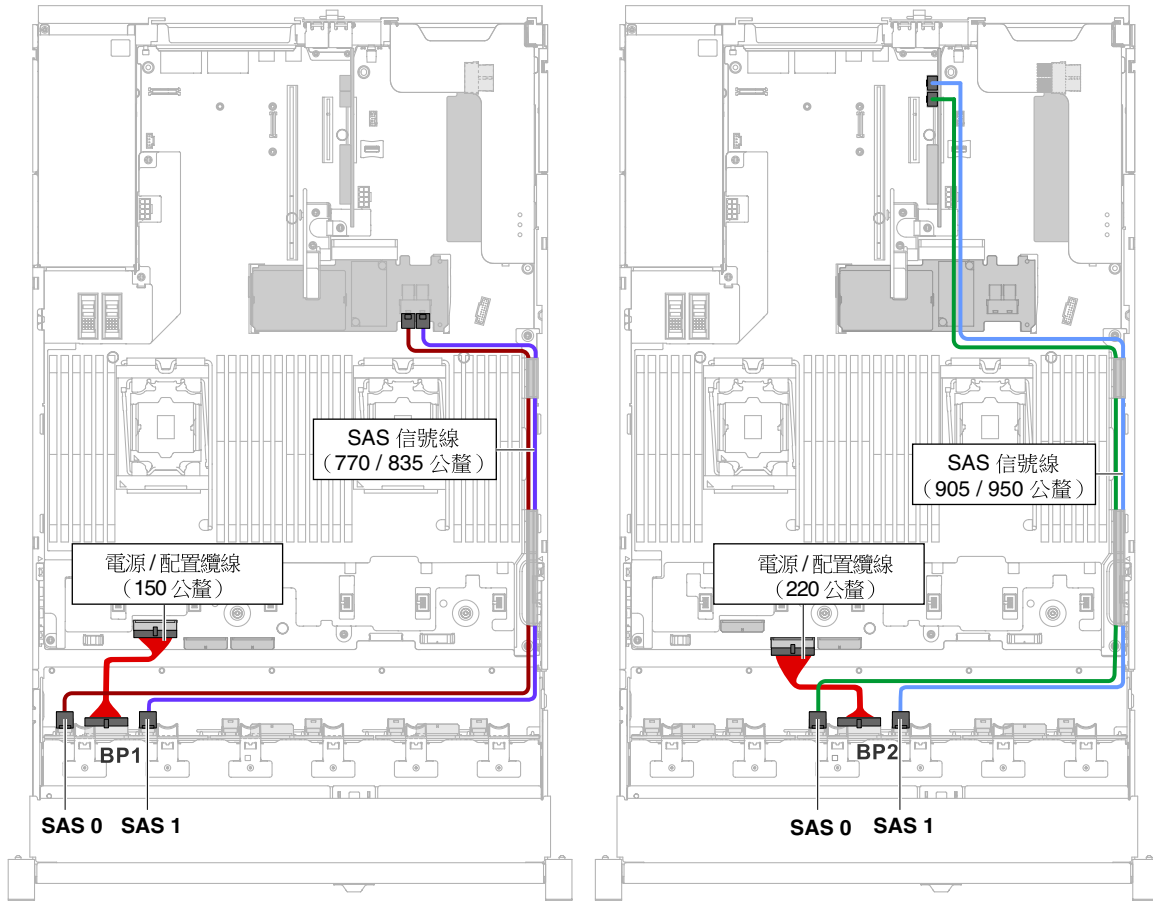 SAS 信號線
（770 / 835 公釐）
電源 / 配置纜線
（150 公釐）
BP1
SAS 0
SAS 1
SAS 信號線
（905 / 950 公釐）
電源 / 配置纜線
（220 公釐）
BP2
SAS 0
SAS 1